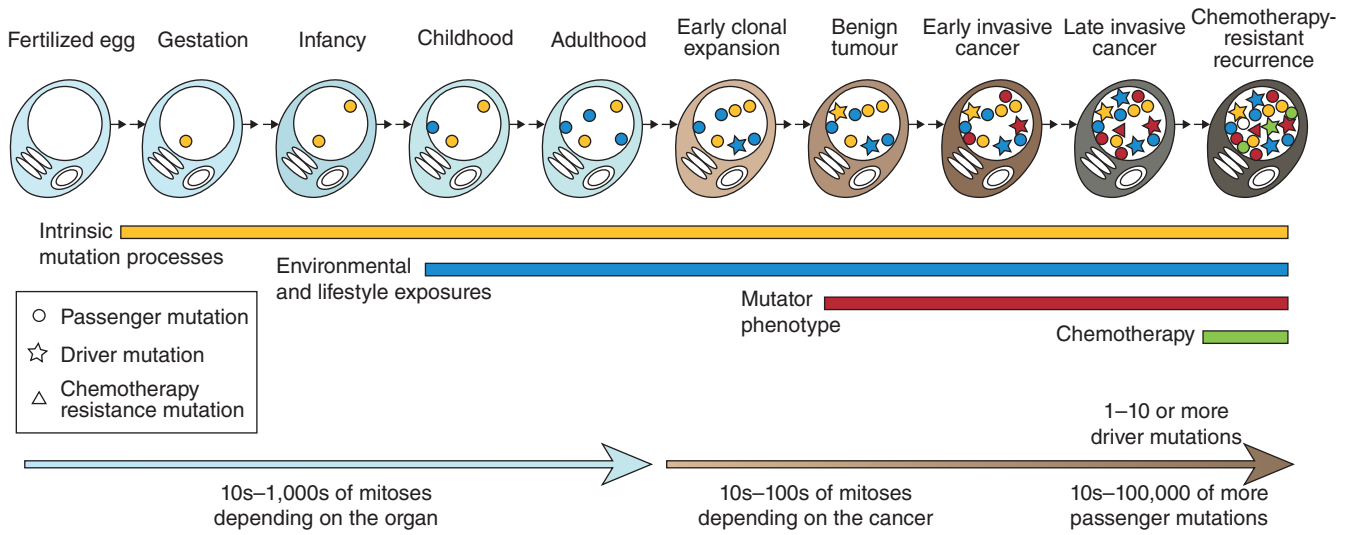 Fertilized egg
Gestation
Infancy
Childhood
Adulthood
Early clonal
expansion
Benign
tumour
Early invasive
cancer
Late invasive
cancer
Chemotherapy-
resistant
recurrence
Intrinsic
mutation processes
Environmental
and lifestyle exposures
Mutator
phenotype
Chemotherapy
Passenger mutation
Driver mutation
Chemotherapy
resistance mutation
1–10 or more
driver mutations
10s–1,000s of mitoses
depending on the organ
10s–100s of mitoses
depending on the cancer
10s–100,000 of more
passenger mutations